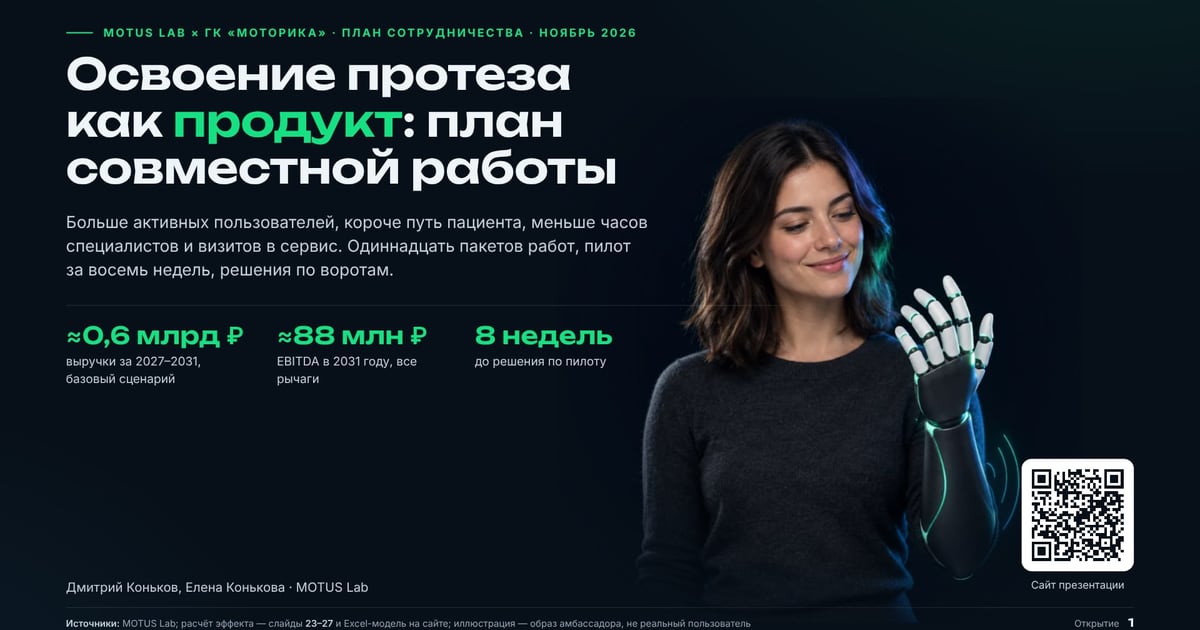 MOTUS LAB × ГК «МОТОРИКА» · ПЛАН СОТРУДНИЧЕСТВА · НОЯБРЬ 2026
Освоение протеза
как продукт: план
совместной работы
Больше активных пользователей, короче путь пациента, меньше часов
специалистов и визитов в сервис. Одиннадцать пакетов работ, пилот
за восемь недель, решения по воротам.
≈0,6 млрд ₽
выручки за 2027–2031,
базовый сценарий
≈88 млн ₽
EBITDA в 2031 году, все
рычаги
8 недель
до решения по пилоту
Сайт презентации
Дмитрий Коньков, Елена Конькова · MOTUS Lab
Источники: MOTUS Lab; расчёт эффекта — слайды 23–27 и Excel-модель на сайте; иллюстрация — образ амбассадора, не реальный пользователь
Открытие 1